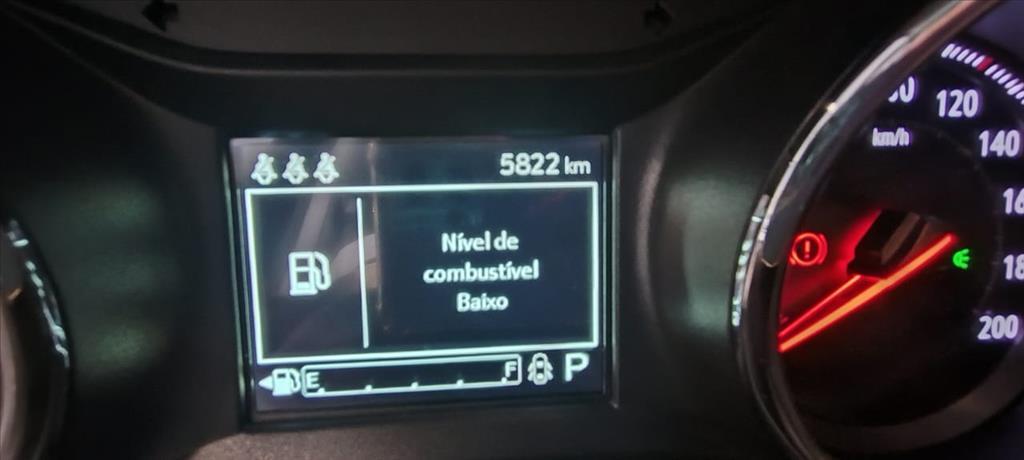 5822 km
Nível de
combustível
Baixo
E F P
120
km/h
140
200